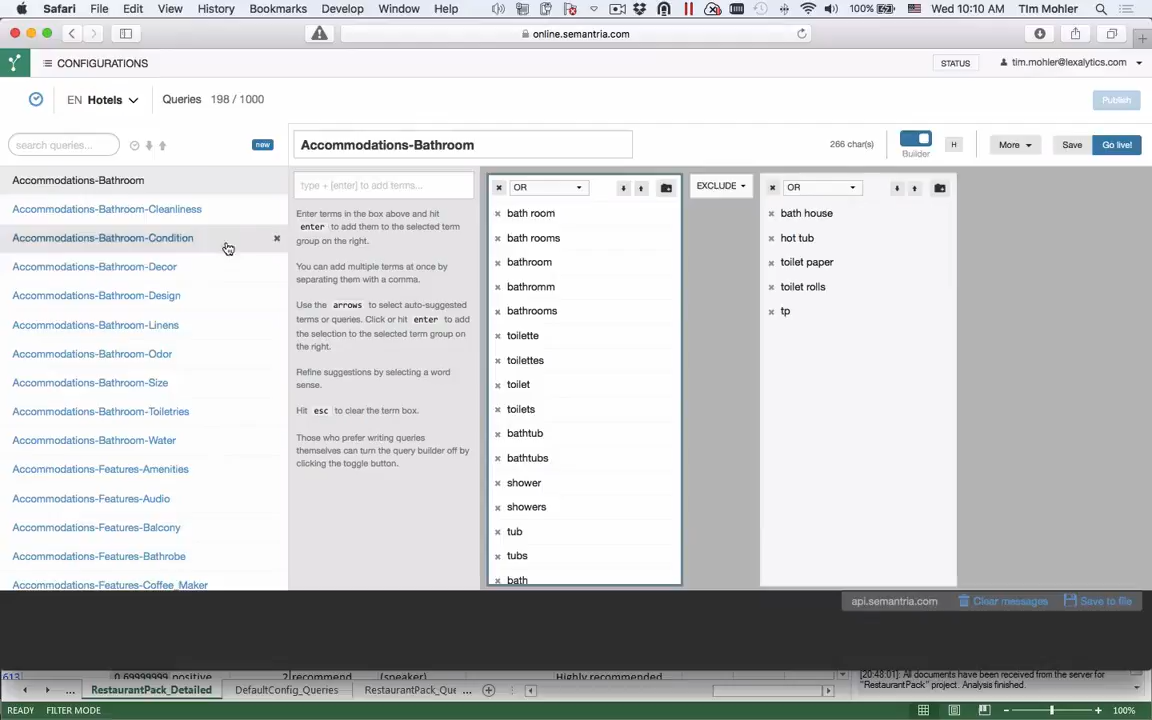 Safari File Edit View History Bookmarks Develop Window Help 100% Wed 10:10 AM Tim Mohler
online.semantria.com
CONFIGURATIONS STATUS tim.mohler@lexalytics.com
EN Hotels Queries 198 / 1000 Publish
search queries... new Accommodations-Bathroom 266 char(s) Builder H More Save Go live!
Accommodations-Bathroom
Accommodations-Bathroom-Cleanliness
Accommodations-Bathroom-Condition
Accommodations-Bathroom-Decor
Accommodations-Bathroom-Design
Accommodations-Bathroom-Linens
Accommodations-Bathroom-Odor
Accommodations-Bathroom-Size
Accommodations-Bathroom-Toiletries
Accommodations-Bathroom-Water
Accommodations-Features-Amenities
Accommodations-Features-Audio
Accommodations-Features-Balcony
Accommodations-Features-Bathrobe
Accommodations-Features-Coffee_Maker
type + [enter] to add terms...
Enter terms in the box above and hit
enter to add them to the selected term
group on the right.
You can add multiple terms at once by
separating them with a comma.
Use the arrows to select auto-suggested
terms or queries. Click or hit enter to add
the selection to the selected term group on
the right.
Refine suggestions by selecting a word
sense.
Hit esc to clear the term box.
Those who prefer writing queries
themselves can turn the query builder off by
clicking the toggle button.
OR
bath room
bath rooms
bathroom
bathromm
bathrooms
toilette
toilettes
toilet
toilets
bathtub
bathtubs
shower
showers
tub
tubs
bath
EXCLUDE
OR
bath house
hot tub
toilet paper
toilet rolls
tp
api.semantria.com Clear messages Save to file
613 0.69999999 positive 2 recommend (speaker) Highly recommended
[20:48:01]: All documents have been received from the server for
"RestaurantPack" project. Analysis finished.
... RestaurantPack_Detailed DefaultConfig_Queries RestaurantPack_Que ...
READY FILTER MODE 100%